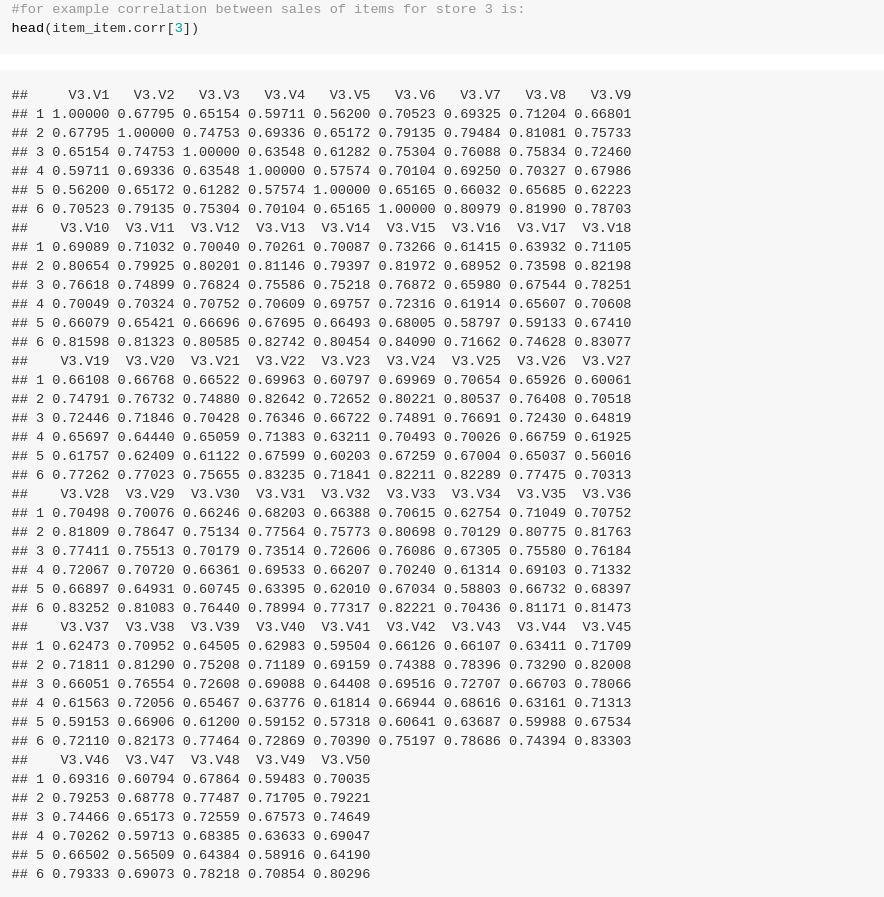 #for example correlation between sales of items for store 3 is:
head(item_item.corr[3])
##     V3.V1   V3.V2   V3.V3   V3.V4   V3.V5   V3.V6   V3.V7   V3.V8   V3.V9
## 1 1.00000 0.67795 0.65154 0.59711 0.56200 0.70523 0.69325 0.71204 0.66801
## 2 0.67795 1.00000 0.74753 0.69336 0.65172 0.79135 0.79484 0.81081 0.75733
## 3 0.65154 0.74753 1.00000 0.63548 0.61282 0.75304 0.76088 0.75834 0.72460
## 4 0.59711 0.69336 0.63548 1.00000 0.57574 0.70104 0.69250 0.70327 0.67986
## 5 0.56200 0.65172 0.61282 0.57574 1.00000 0.65165 0.66032 0.65685 0.62223
## 6 0.70523 0.79135 0.75304 0.70104 0.65165 1.00000 0.80979 0.81990 0.78703
##    V3.V10  V3.V11  V3.V12  V3.V13  V3.V14  V3.V15  V3.V16  V3.V17  V3.V18
## 1 0.69089 0.71032 0.70040 0.70261 0.70087 0.73266 0.61415 0.63932 0.71105
## 2 0.80654 0.79925 0.80201 0.81146 0.79397 0.81972 0.68952 0.73598 0.82198
## 3 0.76618 0.74899 0.76824 0.75586 0.75218 0.76872 0.65980 0.67544 0.78251
## 4 0.70049 0.70324 0.70752 0.70609 0.69757 0.72316 0.61914 0.65607 0.70608
## 5 0.66079 0.65421 0.66696 0.67695 0.66493 0.68005 0.58797 0.59133 0.67410
## 6 0.81598 0.81323 0.80585 0.82742 0.80454 0.84090 0.71662 0.74628 0.83077
##    V3.V19  V3.V20  V3.V21  V3.V22  V3.V23  V3.V24  V3.V25  V3.V26  V3.V27
## 1 0.66108 0.66768 0.66522 0.69963 0.60797 0.69969 0.70654 0.65926 0.60061
## 2 0.74791 0.76732 0.74880 0.82642 0.72652 0.80221 0.80537 0.76408 0.70518
## 3 0.72446 0.71846 0.70428 0.76346 0.66722 0.74891 0.76691 0.72430 0.64819
## 4 0.65697 0.64440 0.65059 0.71383 0.63211 0.70493 0.70026 0.66759 0.61925
## 5 0.61757 0.62409 0.61122 0.67599 0.60203 0.67259 0.67004 0.65037 0.56016
## 6 0.77262 0.77023 0.75655 0.83235 0.71841 0.82211 0.82289 0.77475 0.70313
##    V3.V28  V3.V29  V3.V30  V3.V31  V3.V32  V3.V33  V3.V34  V3.V35  V3.V36
## 1 0.70498 0.70076 0.66246 0.68203 0.66388 0.70615 0.62754 0.71049 0.70752
## 2 0.81809 0.78647 0.75134 0.77564 0.75773 0.80698 0.70129 0.80775 0.81763
## 3 0.77411 0.75513 0.70179 0.73514 0.72606 0.76086 0.67305 0.75580 0.76184
## 4 0.72067 0.70720 0.66361 0.69533 0.66207 0.70240 0.61314 0.69103 0.71332
## 5 0.66897 0.64931 0.60745 0.63395 0.62010 0.67034 0.58803 0.66732 0.68397
## 6 0.83252 0.81083 0.76440 0.78994 0.77317 0.82221 0.70436 0.81171 0.81473
##    V3.V37  V3.V38  V3.V39  V3.V40  V3.V41  V3.V42  V3.V43  V3.V44  V3.V45
## 1 0.62473 0.70952 0.64505 0.62983 0.59504 0.66126 0.66107 0.63411 0.71709
## 2 0.71811 0.81290 0.75208 0.71189 0.69159 0.74388 0.78396 0.73290 0.82008
## 3 0.66051 0.76554 0.72608 0.69088 0.64408 0.69516 0.72707 0.66703 0.78066
## 4 0.61563 0.72056 0.65467 0.63776 0.61814 0.66944 0.68616 0.63161 0.71313
## 5 0.59153 0.66906 0.61200 0.59152 0.57318 0.60641 0.63687 0.59988 0.67534
## 6 0.72110 0.82173 0.77464 0.72869 0.70390 0.75197 0.78686 0.74394 0.83303
##    V3.V46  V3.V47  V3.V48  V3.V49  V3.V50
## 1 0.69316 0.60794 0.67864 0.59483 0.70035
## 2 0.79253 0.68778 0.77487 0.71705 0.79221
## 3 0.74466 0.65173 0.72559 0.67573 0.74649
## 4 0.70262 0.59713 0.68385 0.63633 0.69047
## 5 0.66502 0.56509 0.64384 0.58916 0.64190
## 6 0.79333 0.69073 0.78218 0.70854 0.80296